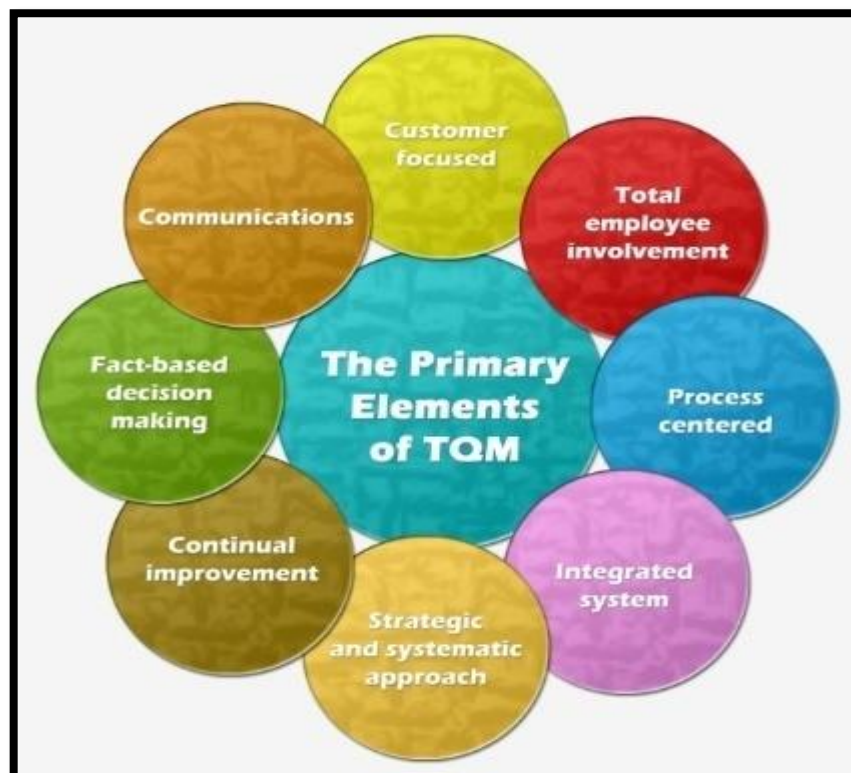 The Primary
Elements
of TQM
Customer
focused
Total
employee
involvement
Process
centered
Integrated
system
Strategic
and systematic
approach
Continual
improvement
Fact-based
decision
making
Communications